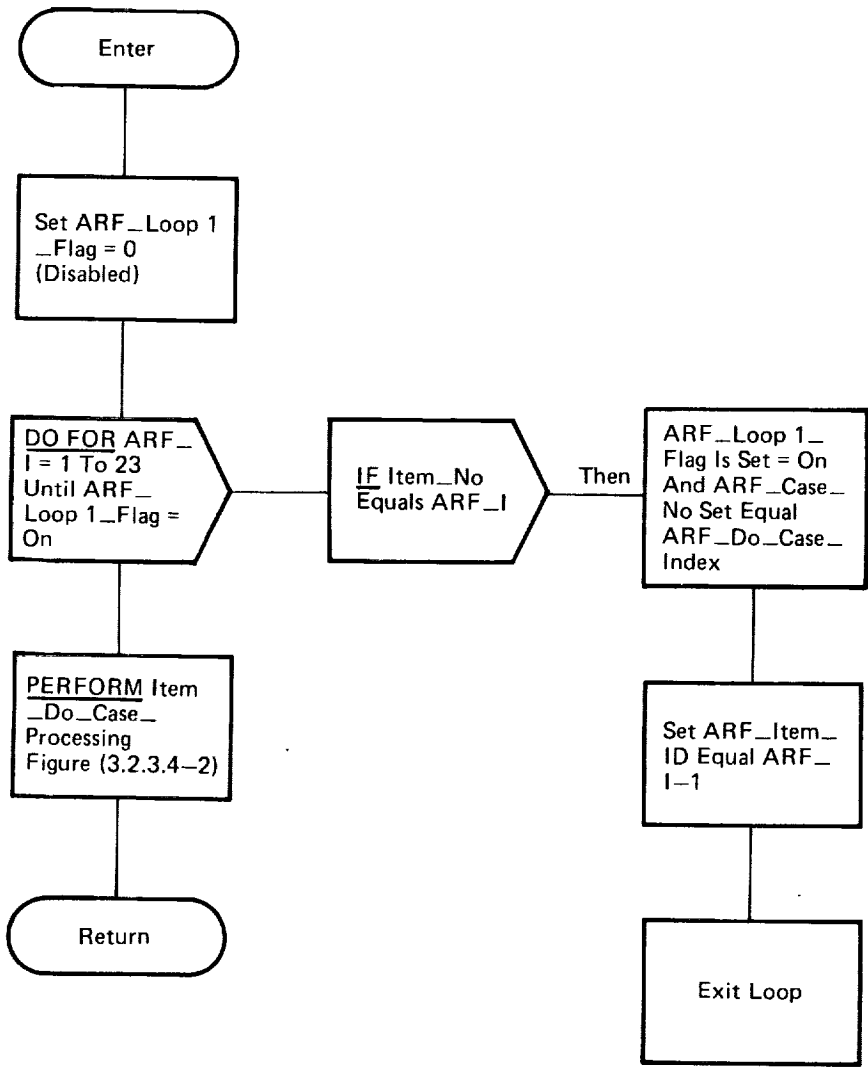 Enter
Set ARF_Loop 1
_Flag = 0
(Disabled)
DO FOR ARF_
I = 1 To 23
Until ARF_
Loop 1_Flag =
On
IF Item_No
Equals ARF_I
Then
ARF_Loop 1_
Flag Is Set = On
And ARF_Case_
No Set Equal
ARF_Do_Case_
Index
PERFORM Item
_Do_Case_
Processing
Figure (3.2.3.4–2)
Set ARF_Item_
ID Equal ARF_
I–1
Return
Exit Loop